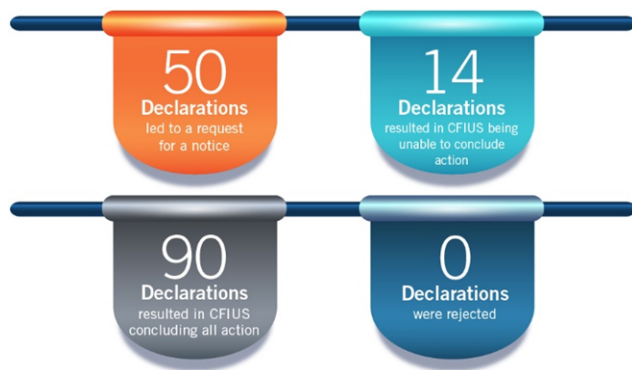 50
Declarations
led to a request
for a notice
14
Declarations
resulted in CFIUS being
unable to conclude
action
90
Declarations
resulted in CFIUS
concluding all action
0
Declarations
were rejected